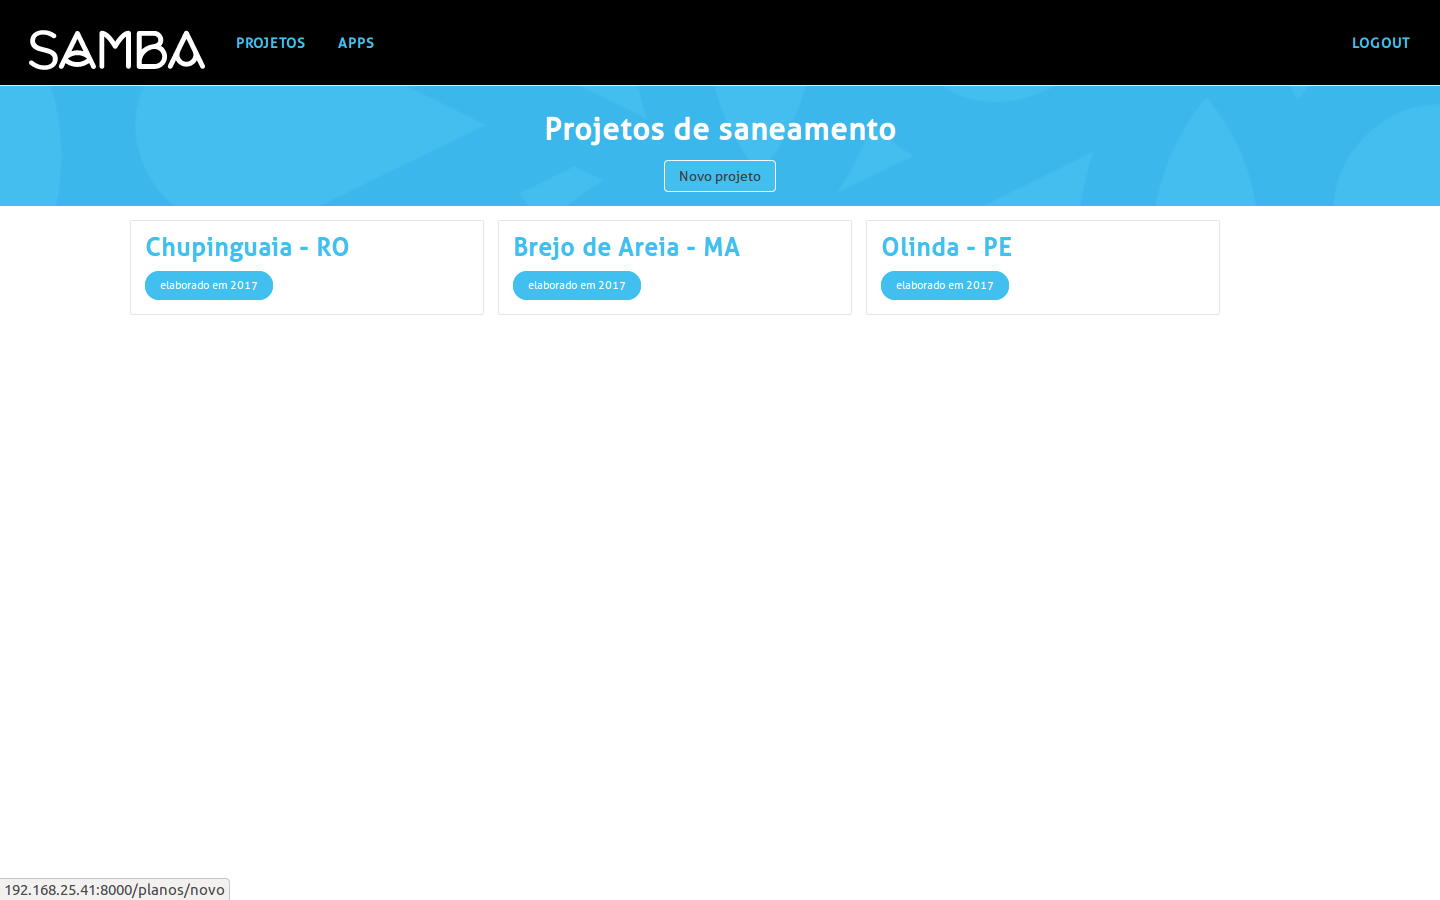 SAMBA
PROJETOS
APPS
LOGOUT
Projetos de saneamento
Novo projeto
Chupinguaia - RO
elaborado em 2017
Brejo de Areia - MA
elaborado em 2017
Olinda - PE
elaborado em 2017
192.168.25.41:8000/planos/novo